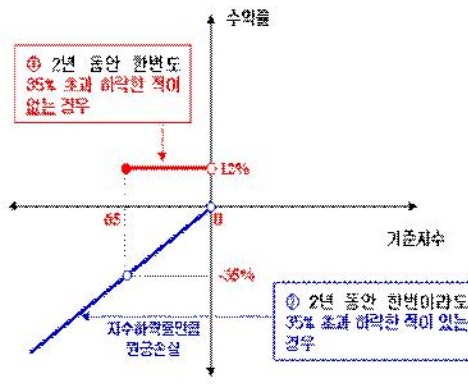 수익률
① 2년 동안 한번도
35% 초과 하락한 적이
없는 경우
12%
65
0
기준지수
-35%
② 2년 동안 한번이라도
35% 초과 하락한 적이 있는
경우
지수하락률만큼
원금손실